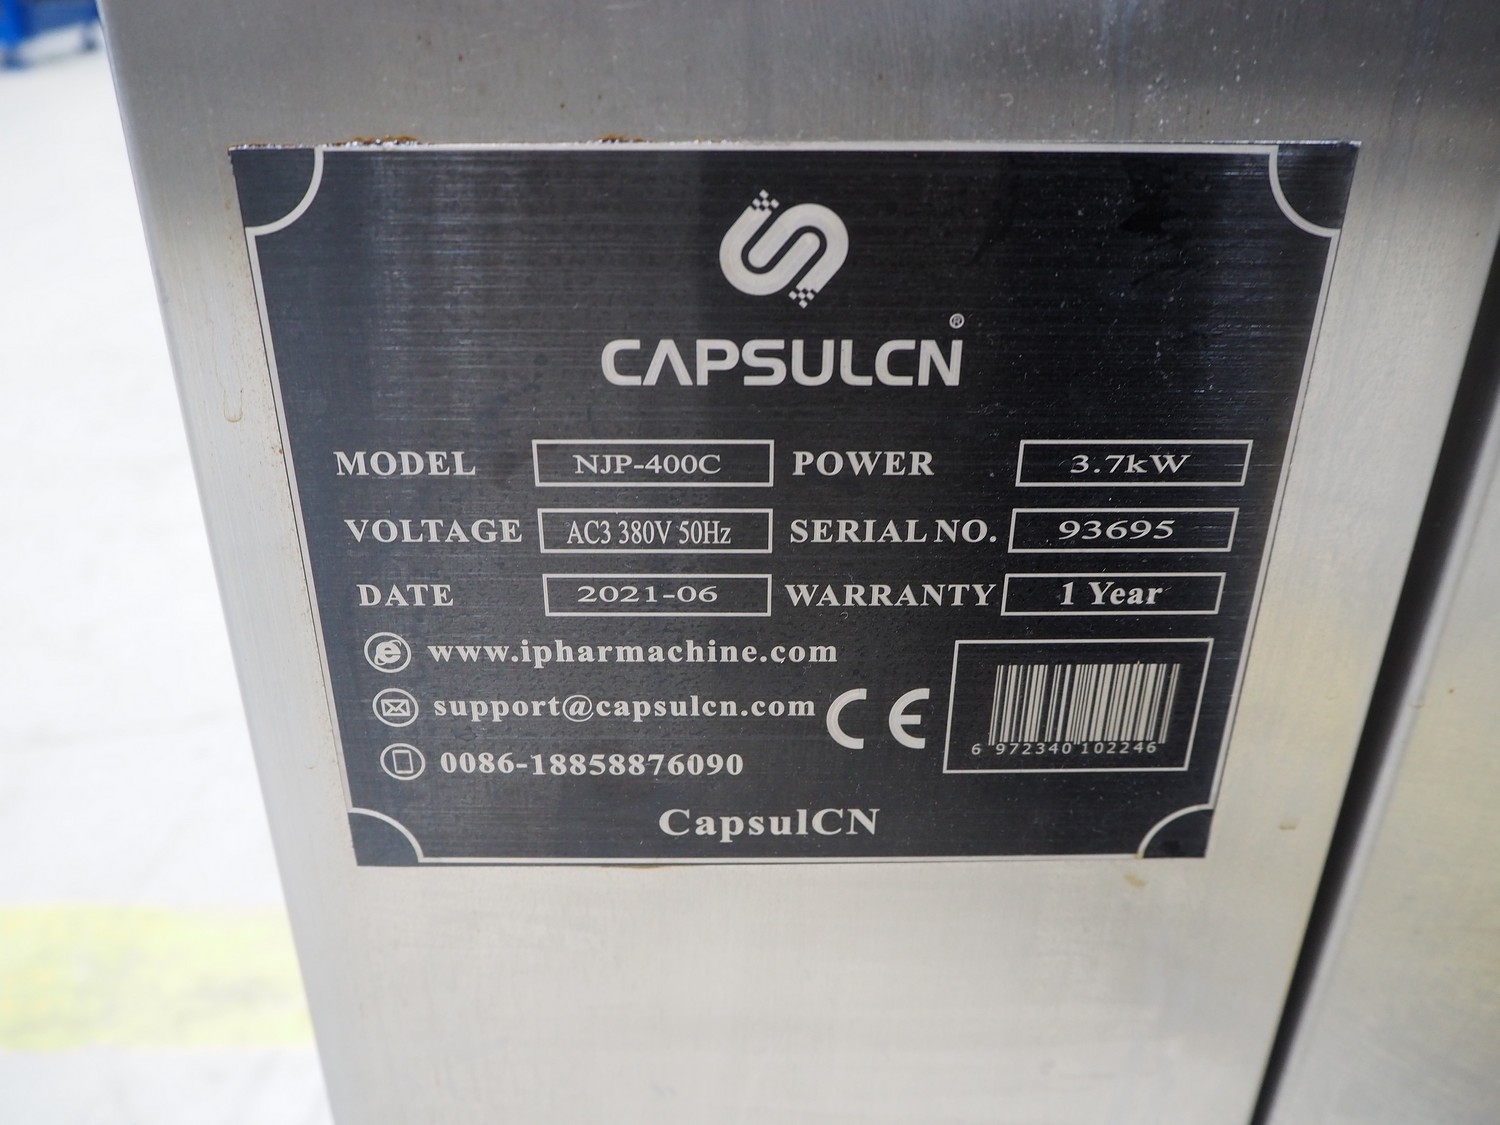 CAPSULCN®
MODEL NJP-400C POWER 3.7kW
VOLTAGE AC3 380V 50Hz SERIAL NO. 93695
DATE 2021-06 WARRANTY 1 Year
www.ipharmachine.com
support@capsulcn.com CE
6 972340 102246
0086-18858876090
CapsulCN